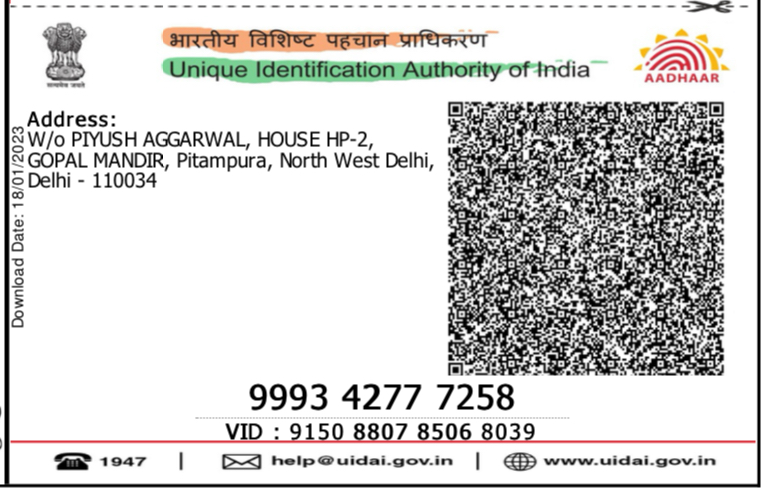 भारतीय विशिष्ट पहचान प्राधिकरण
Unique Identification Authority of India
सत्यमेव जयते
AADHAAR
Address:
W/o PIYUSH AGGARWAL, HOUSE HP-2,
GOPAL MANDIR, Pitampura, North West Delhi,
Delhi - 110034
Download Date: 18/01/2023
9993 4277 7258
VID : 9150 8807 8506 8039
1947 | help@uidai.gov.in | www.uidai.gov.in